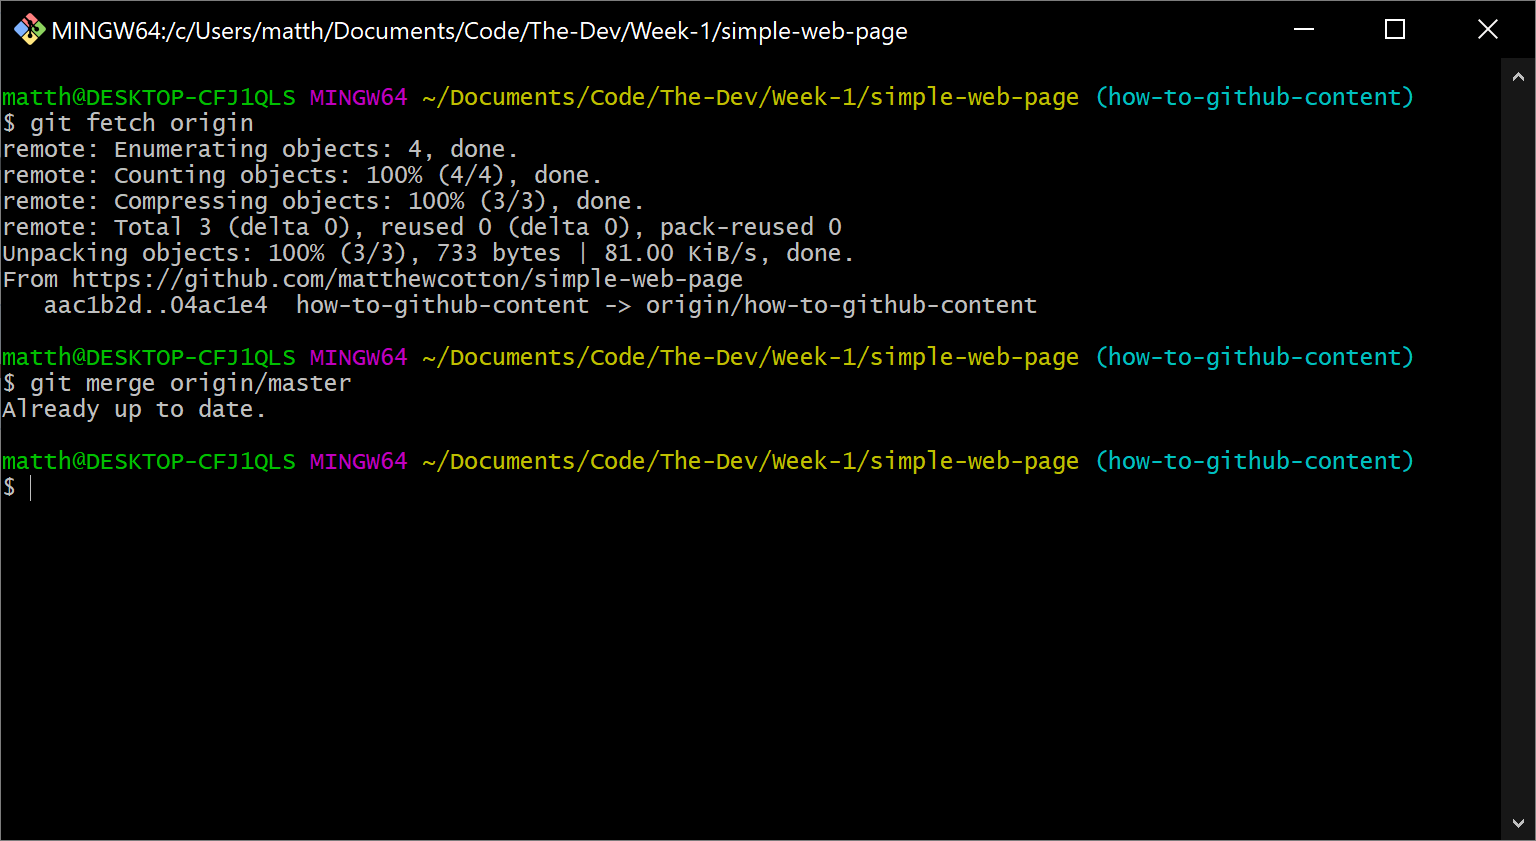 MINGW64:/c/Users/matth/Documents/Code/The-Dev/Week-1/simple-web-page
matth@DESKTOP-CFJ1QLS MINGW64 ~/Documents/Code/The-Dev/Week-1/simple-web-page (how-to-github-content)
$ git fetch origin
remote: Enumerating objects: 4, done.
remote: Counting objects: 100% (4/4), done.
remote: Compressing objects: 100% (3/3), done.
remote: Total 3 (delta 0), reused 0 (delta 0), pack-reused 0
Unpacking objects: 100% (3/3), 733 bytes | 81.00 KiB/s, done.
From https://github.com/matthewcotton/simple-web-page
   aac1b2d..04ac1e4  how-to-github-content -> origin/how-to-github-content
matth@DESKTOP-CFJ1QLS MINGW64 ~/Documents/Code/The-Dev/Week-1/simple-web-page (how-to-github-content)
$ git merge origin/master
Already up to date.
matth@DESKTOP-CFJ1QLS MINGW64 ~/Documents/Code/The-Dev/Week-1/simple-web-page (how-to-github-content)
$